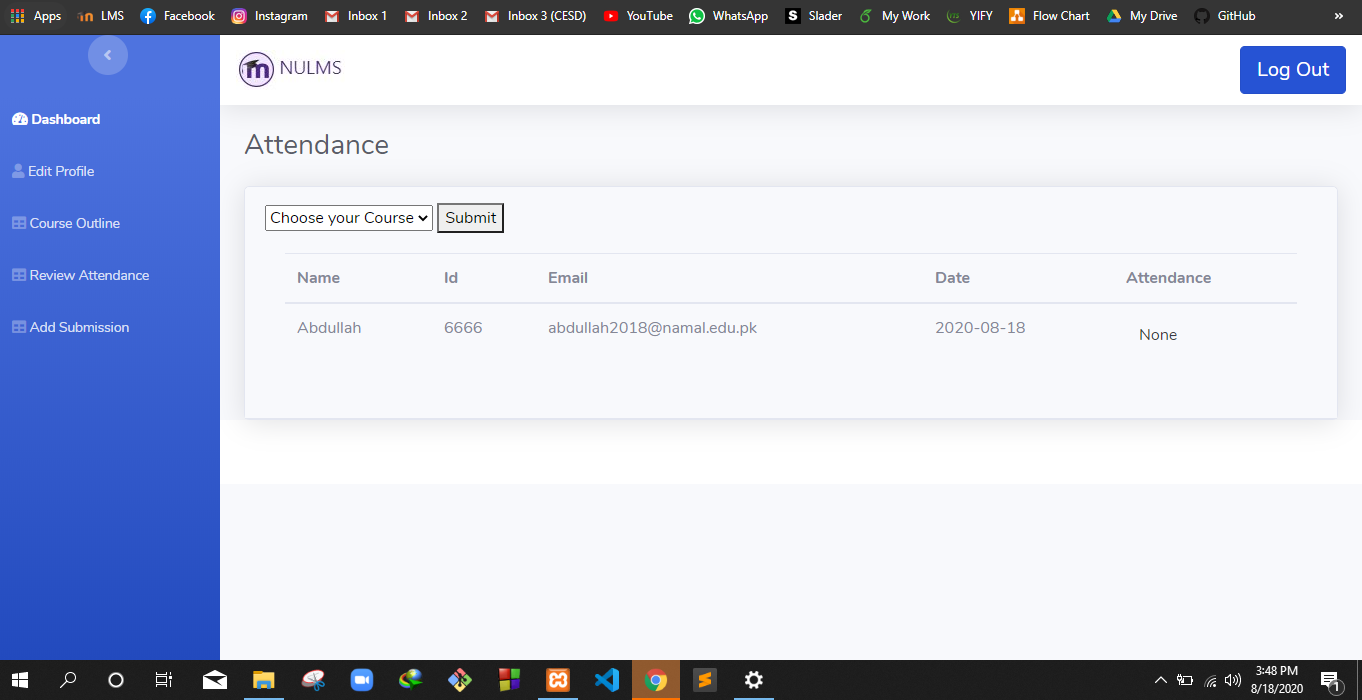 Apps LMS Facebook Instagram Inbox 1 Inbox 2 Inbox 3 (CESD) YouTube WhatsApp S Slader My Work YIFY Flow Chart My Drive GitHub »
NULMS
Log Out
Dashboard
Edit Profile
Course Outline
Review Attendance
Add Submission
Attendance
Choose your Course Submit
Name Id Email Date Attendance
Abdullah 6666 abdullah2018@namal.edu.pk 2020-08-18 None
3:48 PM
8/18/2020
1